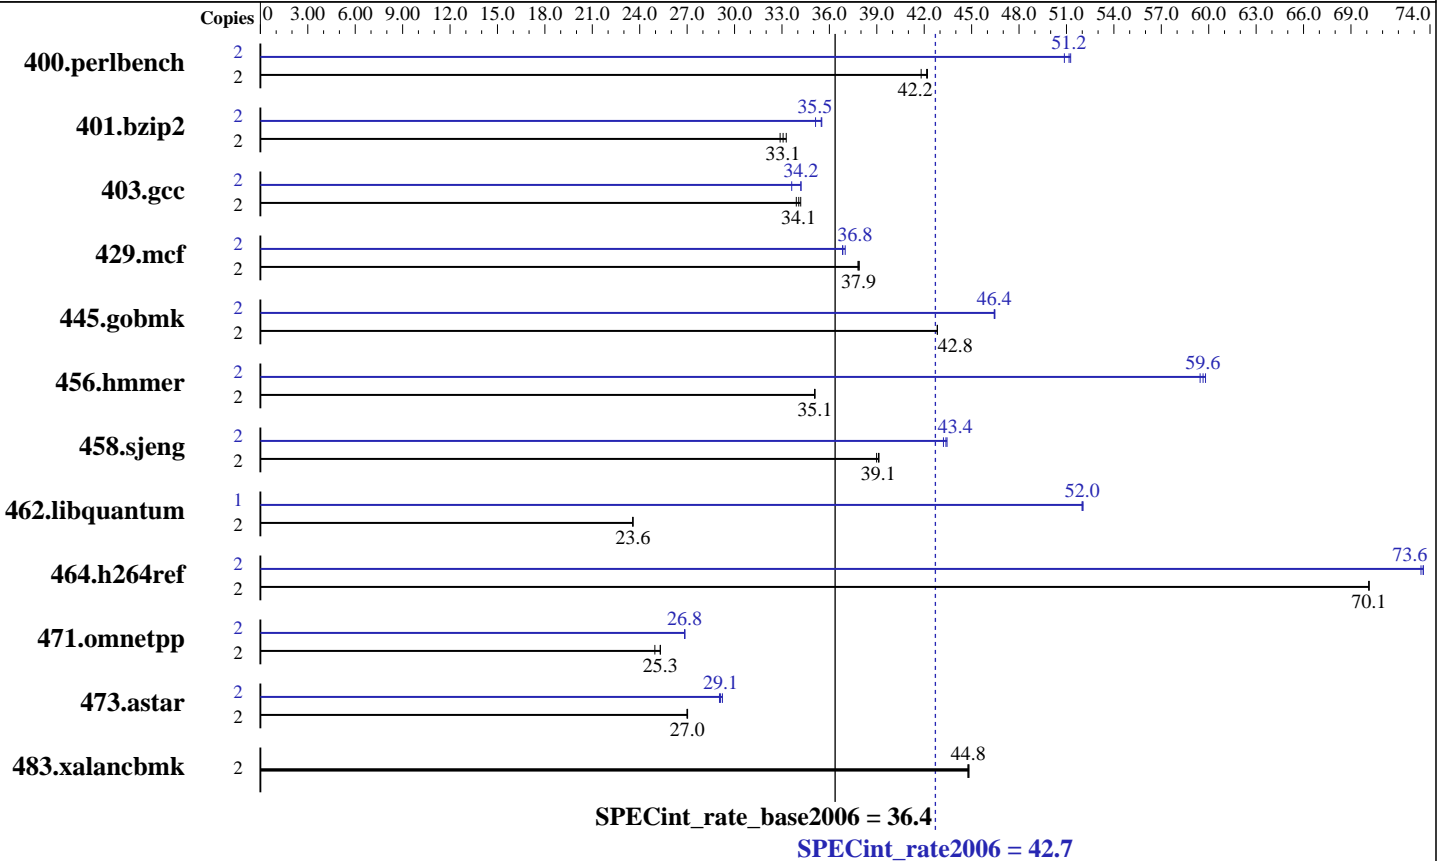 Copies 0 3.00 6.00 9.00 12.0 15.0 18.0 21.0 24.0 27.0 30.0 33.0 36.0 39.0 42.0 45.0 48.0 51.0 54.0 57.0 60.0 63.0 66.0 69.0 74.0
400.perlbench 2 51.2
2 42.2
401.bzip2 2 35.5
2 33.1
403.gcc 2 34.2
2 34.1
429.mcf 2 36.8
2 37.9
445.gobmk 2 46.4
2 42.8
456.hmmer 2 59.6
2 35.1
458.sjeng 2 43.4
2 39.1
462.libquantum 1 52.0
2 23.6
464.h264ref 2 73.6
2 70.1
471.omnetpp 2 26.8
2 25.3
473.astar 2 29.1
2 27.0
483.xalancbmk 2 44.8
SPECint_rate_base2006 = 36.4
SPECint_rate2006 = 42.7